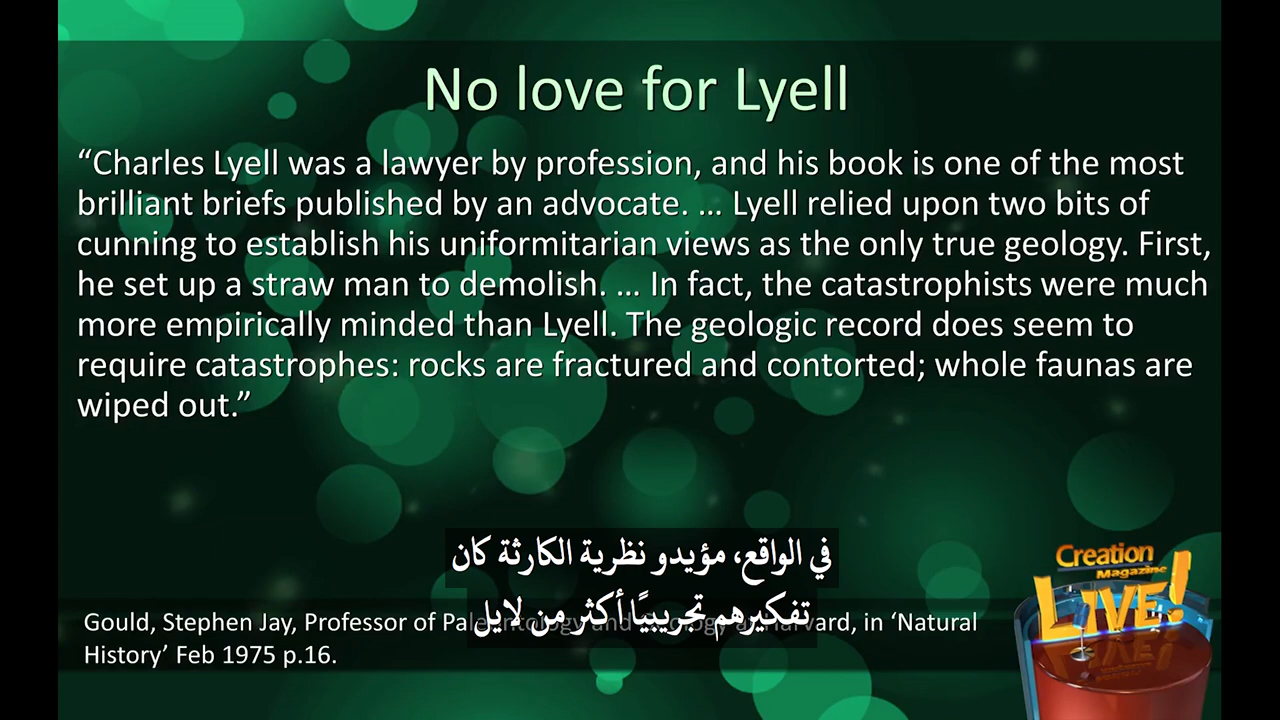 No love for Lyell
“Charles Lyell was a lawyer by profession, and his book is one of the most
brilliant briefs published by an advocate. … Lyell relied upon two bits of
cunning to establish his uniformitarian views as the only true geology. First,
he set up a straw man to demolish. … In fact, the catastrophists were much
more empirically minded than Lyell. The geologic record does seem to
require catastrophes: rocks are fractured and contorted; whole faunas are
wiped out.”
في الواقع، مؤيدو نظرية الكارثة كان
تفكيرهم تجريبيًا أكثر من لايل
Gould, Stephen Jay, Professor of and in ‘Natural
History’ Feb 1975 p.16.
Creation
Magazine
LIVE!